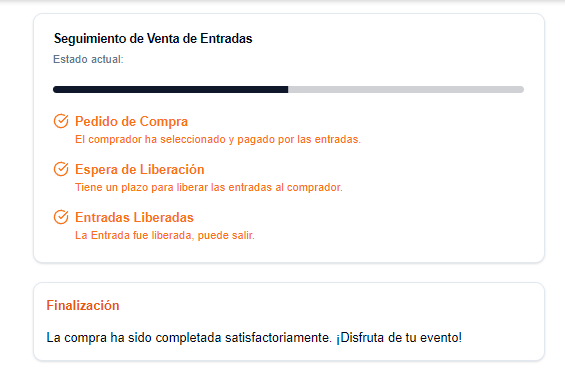 Seguimiento de Venta de Entradas
Estado actual:
Pedido de Compra
El comprador ha seleccionado y pagado por las entradas.
Espera de Liberación
Tiene un plazo para liberar las entradas al comprador.
Entradas Liberadas
La Entrada fue liberada, puede salir.
Finalización
La compra ha sido completada satisfactoriamente. ¡Disfruta de tu evento!